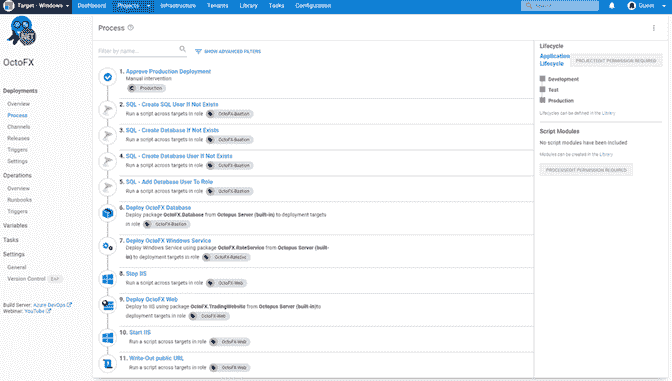 Target - Windows
Dashboard
Projects
Infrastructure
Tenants
Library
Tasks
Configuration
Search
Guest
.NET
OctoFX
Deployments
Overview
Process
Channels
Releases
Triggers
Settings
Operations
Overview
Runbooks
Triggers
Variables
Tasks
Settings
General
Version Control EAP
Build Server: Azure DevOps
Webinar: YouTube
Process
Filter by name...
SHOW ADVANCED FILTERS
1. Approve Production Deployment
Manual intervention
Production
2. SQL - Create SQL User If Not Exists
Run a script across targets in role OctoFX-Bastion
3. SQL - Create Database If Not Exists
Run a script across targets in role OctoFX-Bastion
4. SQL - Create Database User If Not Exists
Run a script across targets in role OctoFX-Bastion
5. SQL - Add Database User To Role
Run a script across targets in role OctoFX-Bastion
6. Deploy OctoFX Database
Deploy package OctoFX.Database from Octopus Server (built-in) to deployment targets
in role OctoFX-Bastion
7. Deploy OctoFX Windows Service
Deploy Windows Service using package OctoFX.RateService from Octopus Server (built-
in) to deployment targets in role OctoFX-RateSvc
8. Stop IIS
Run a script across targets in role OctoFX-Web
9. Deploy OctoFX Web
Deploy to IIS using package OctoFX.TradingWebsite from Octopus Server (built-in) to
deployment targets in role OctoFX-Web
10. Start IIS
Run a script across targets in role OctoFX-Web
11. Write-Out public URL
Run a script across targets in role OctoFX-Web
Lifecycle
Application
Lifecycle
PROJECTEDIT PERMISSION REQUIRED
Development
Test
Production
Lifecycles can be defined in the Library
Script Modules
No script modules have been included
Modules can be created in the Library
PROCESSEDIT PERMISSION REQUIRED